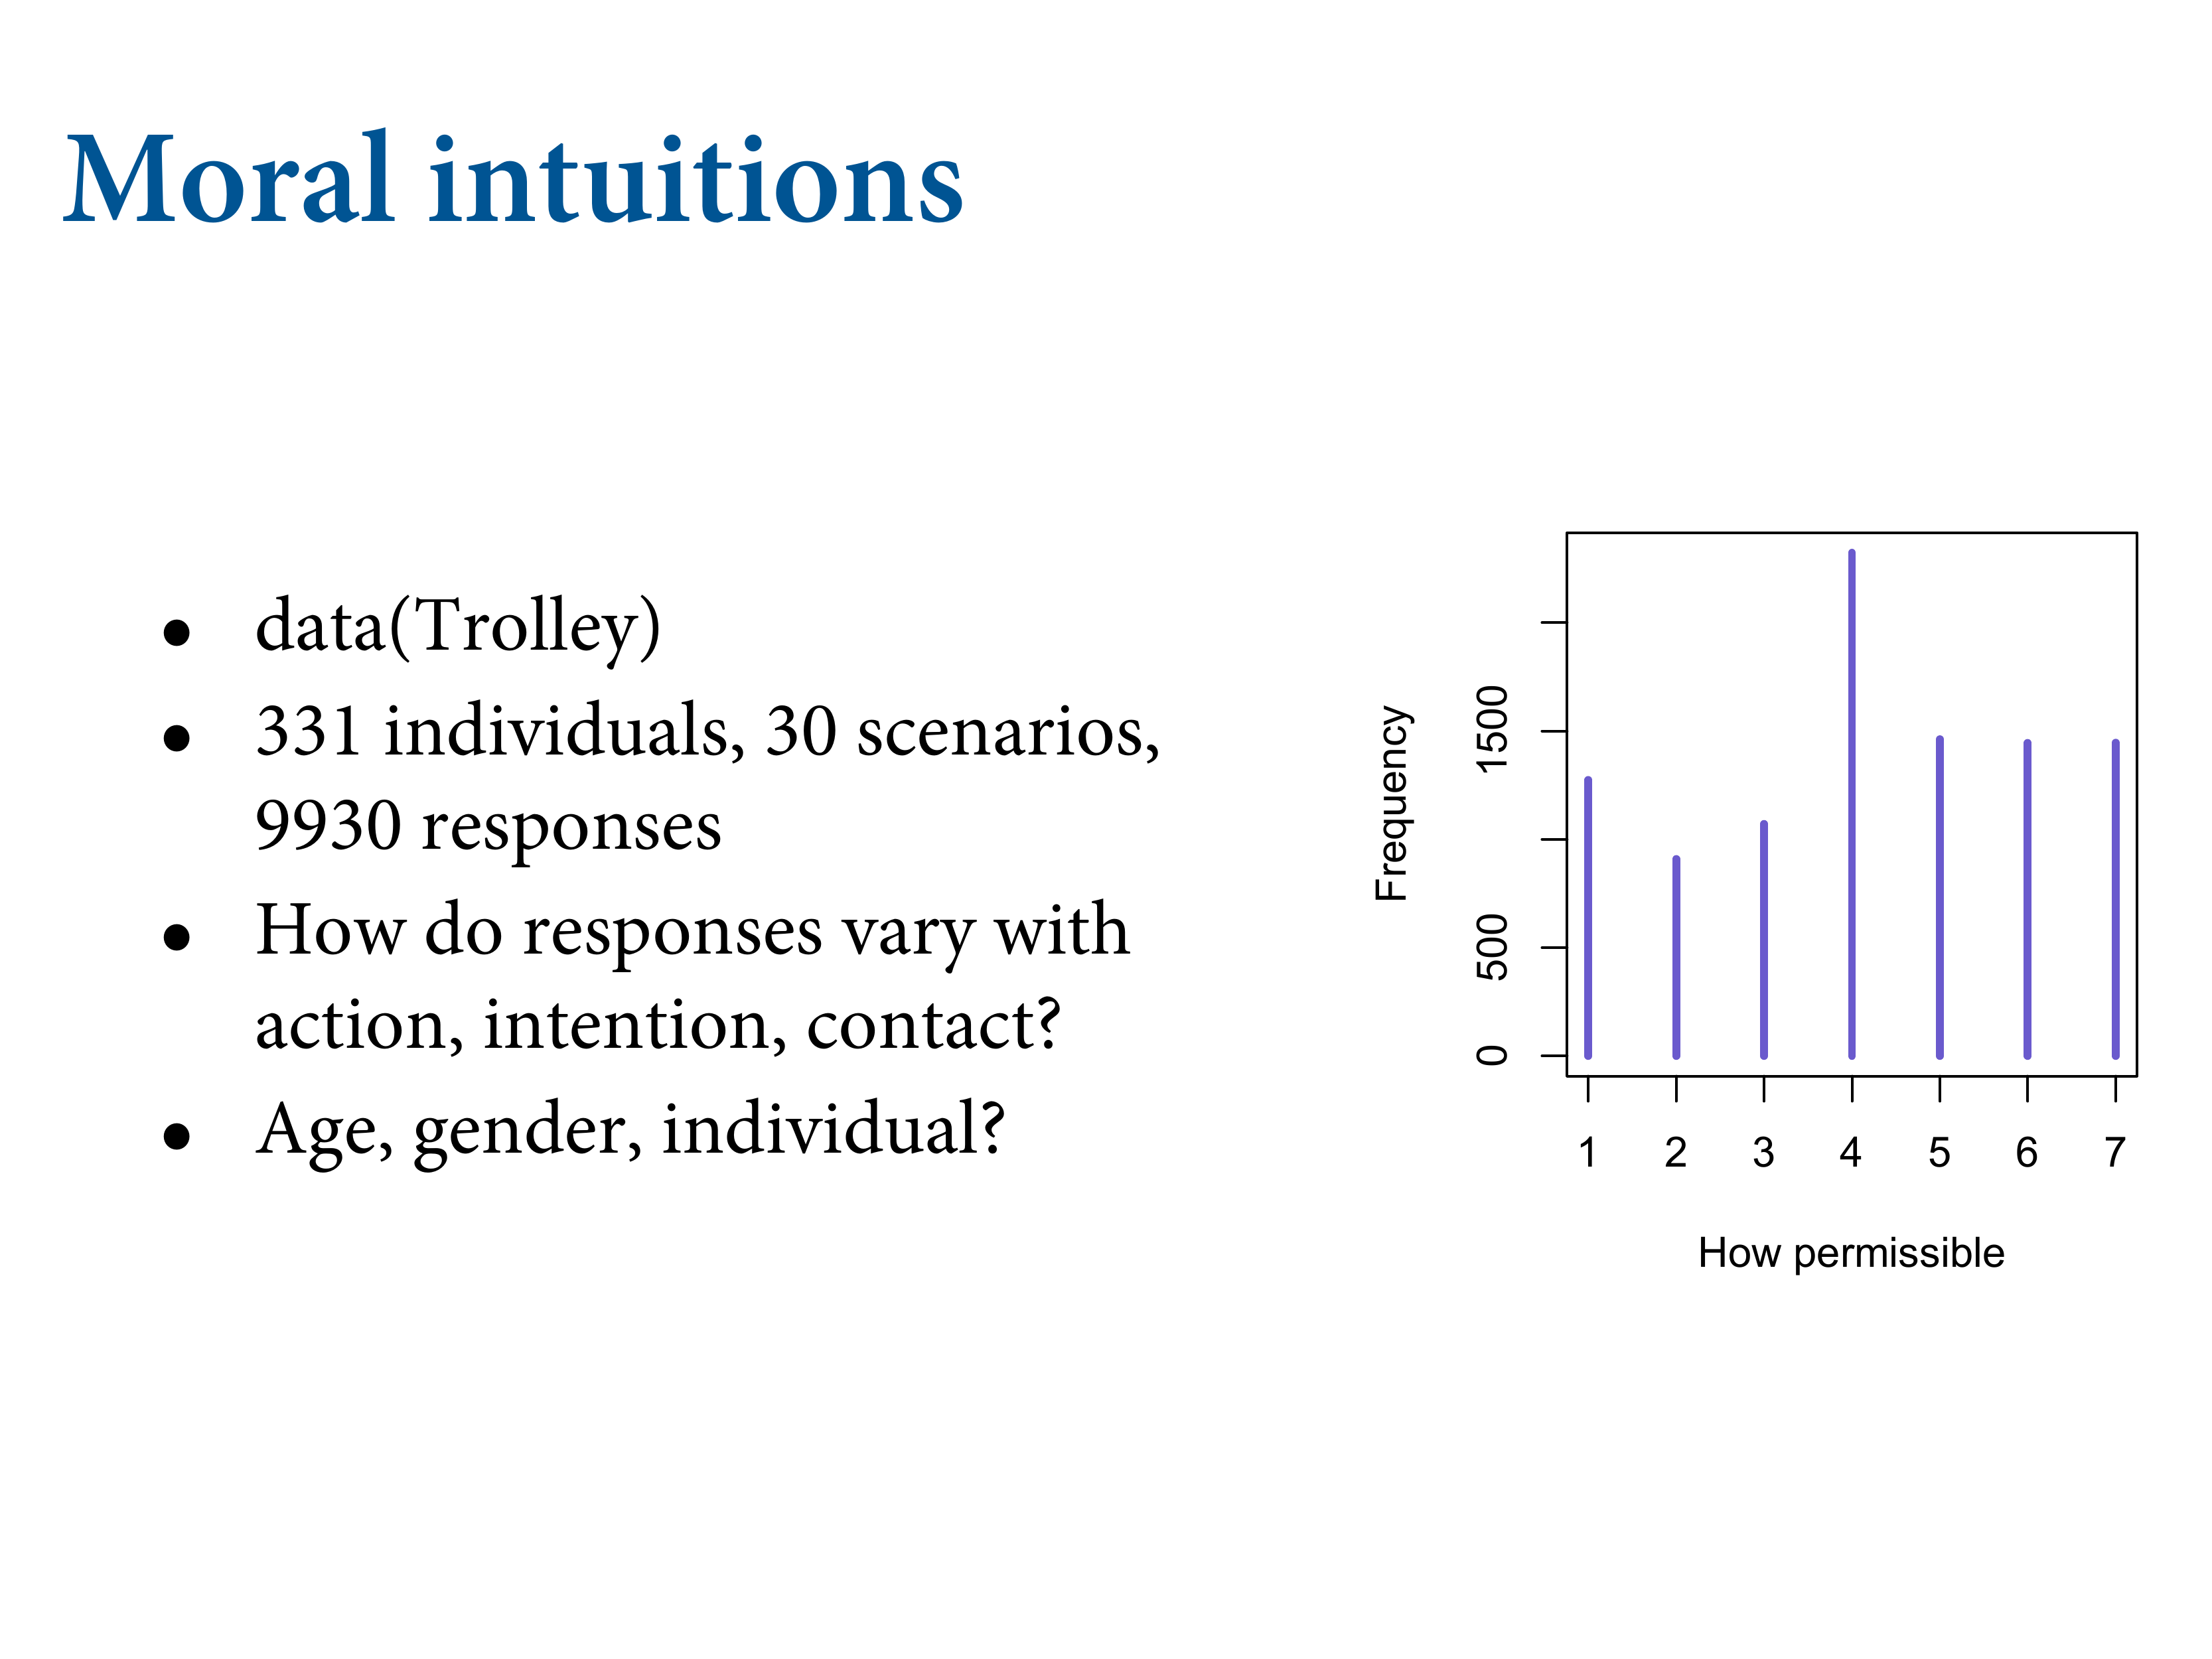 Moral intuitions
• data(Trolley)
• 331 individuals, 30 scenarios,
9930 responses
• How do responses vary with
action, intention, contact?
• Age, gender, individual?
Frequency
1500
500
0
1 2 3 4 5 6 7
How permissible